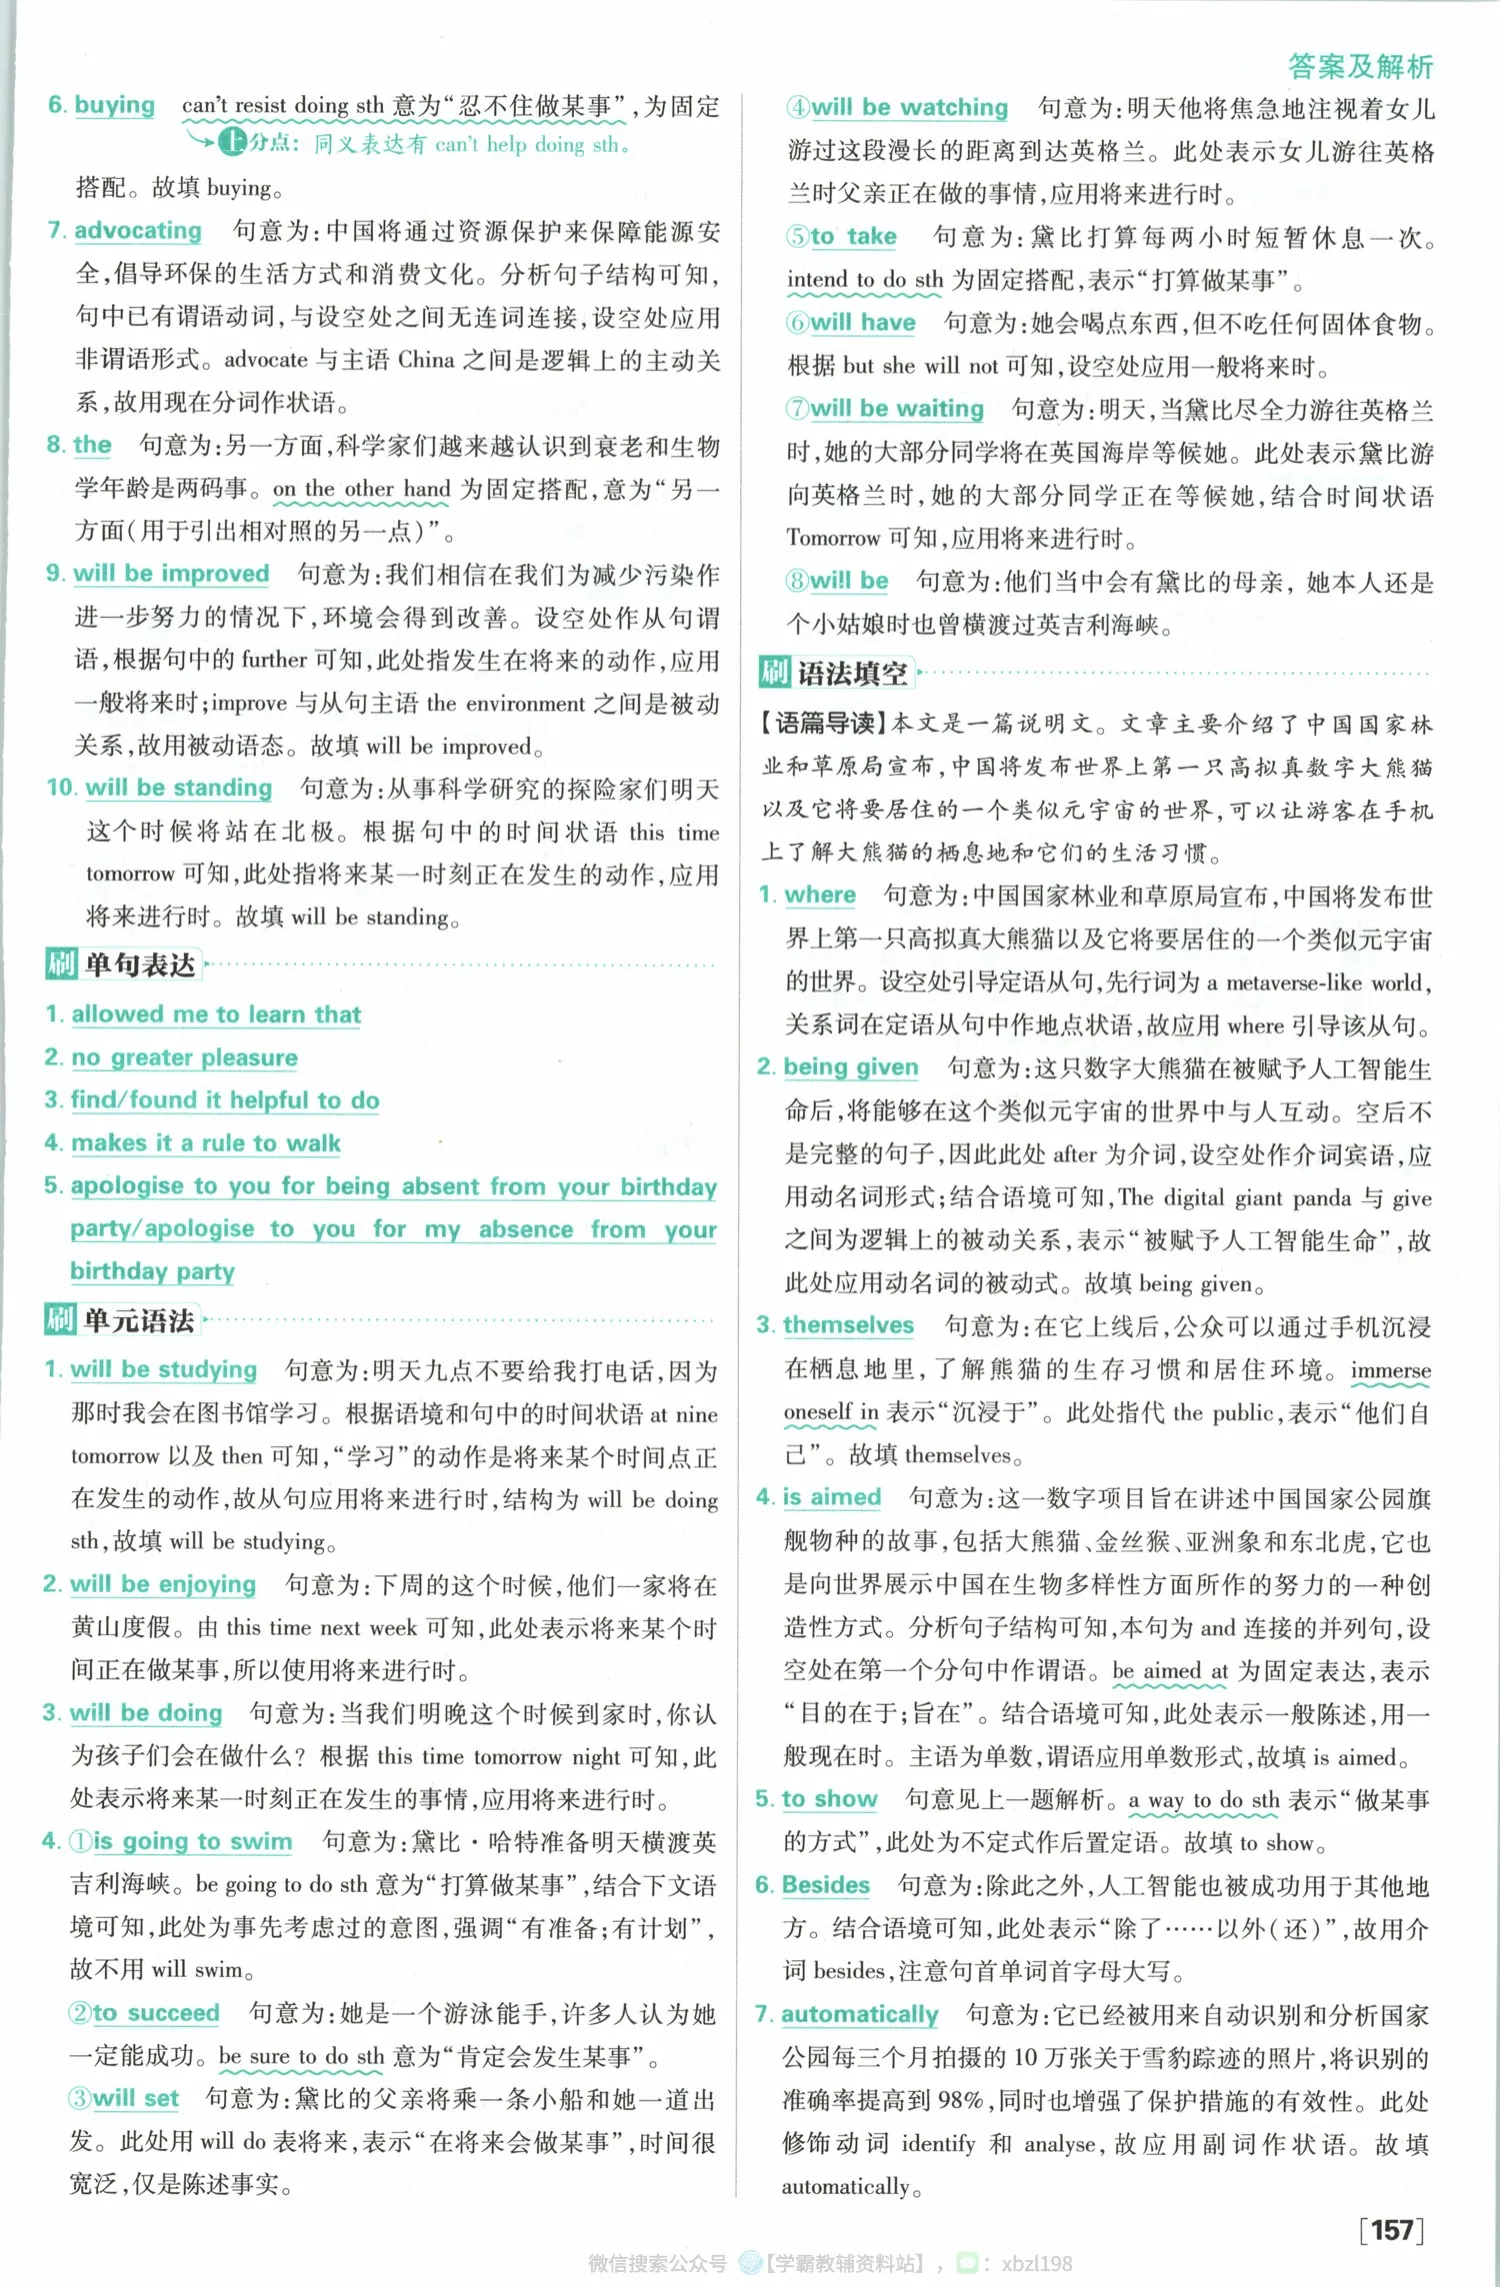 答案及解析
6. buying can't resist doing sth 意为“忍不住做某事”,为固定
上分点：同义表达有 can't help doing sth。
搭配。故填 buying。
7. advocating 句意为:中国将通过资源保护来保障能源安
全,倡导环保的生活方式和消费文化。分析句子结构可知,
句中已有谓语动词,与设空处之间无连词连接,设空处应用
非谓语形式。advocate 与主语 China 之间是逻辑上的主动关
系,故用现在分词作状语。
8. the 句意为:另一方面,科学家们越来越认识到衰老和生物
学年龄是两码事。on the other hand 为固定搭配,意为“另一
方面(用于引出相对照的另一点)”。
9. will be improved 句意为:我们相信在我们为减少污染作
进一步努力的情况下,环境会得到改善。设空处作从句谓
语,根据句中的 further 可知,此处指发生在将来的动作,应用
一般将来时;improve 与从句主语 the environment 之间是被动
关系,故用被动语态。故填 will be improved。
10. will be standing 句意为:从事科学研究的探险家们明天
这个时候将站在北极。根据句中的时间状语 this time
tomorrow 可知,此处指将来某一时刻正在发生的动作,应用
将来进行时。故填 will be standing。
刷 单句表达
1. allowed me to learn that
2. no greater pleasure
3. find/found it helpful to do
4. makes it a rule to walk
5. apologise to you for being absent from your birthday
party/apologise to you for my absence from your
birthday party
刷 单元语法
1. will be studying 句意为:明天九点不要给我打电话,因为
那时我会在图书馆学习。根据语境和句中的时间状语 at nine
tomorrow 以及 then 可知,“学习”的动作是将来某个时间点正
在发生的动作,故从句应用将来进行时,结构为 will be doing
sth,故填 will be studying。
2. will be enjoying 句意为:下周的这个时候,他们一家将在
黄山度假。由 this time next week 可知,此处表示将来某个时
间正在做某事,所以使用将来进行时。
3. will be doing 句意为:当我们明晚这个时候到家时,你认
为孩子们会在做什么? 根据 this time tomorrow night 可知,此
处表示将来某一时刻正在发生的事情,应用将来进行时。
4. ①is going to swim 句意为:黛比·哈特准备明天横渡英
吉利海峡。be going to do sth 意为“打算做某事”,结合下文语
境可知,此处为事先考虑过的意图,强调“有准备;有计划”,
故不用 will swim。
②to succeed 句意为:她是一个游泳能手,许多人认为她
一定能成功。be sure to do sth 意为“肯定会发生某事”。
③will set 句意为:黛比的父亲将乘一条小船和她一道出
发。此处用 will do 表将来,表示“在将来会做某事”,时间很
宽泛,仅是陈述事实。
④will be watching 句意为:明天他将焦急地注视着女儿
游过这段漫长的距离到达英格兰。此处表示女儿游往英格
兰时父亲正在做的事情,应用将来进行时。
⑤to take 句意为:黛比打算每两小时短暂休息一次。
intend to do sth 为固定搭配,表示“打算做某事”。
⑥will have 句意为:她会喝点东西,但不吃任何固体食物。
根据 but she will not 可知,设空处应用一般将来时。
⑦will be waiting 句意为:明天,当黛比尽全力游往英格兰
时,她的大部分同学将在英国海岸等候她。此处表示黛比游
向英格兰时,她的大部分同学正在等候她,结合时间状语
Tomorrow 可知,应用将来进行时。
⑧will be 句意为:他们当中会有黛比的母亲, 她本人还是
个小姑娘时也曾横渡过英吉利海峡。
刷 语法填空
【语篇导读】本文是一篇说明文。文章主要介绍了中国国家林
业和草原局宣布,中国将发布世界上第一只高拟真数字大熊猫
以及它将要居住的一个类似元宇宙的世界,可以让游客在手机
上了解大熊猫的栖息地和它们的生活习惯。
1. where 句意为:中国国家林业和草原局宣布,中国将发布世
界上第一只高拟真大熊猫以及它将要居住的一个类似元宇宙
的世界。设空处引导定语从句,先行词为 a metaverse-like world,
关系词在定语从句中作地点状语,故应用 where 引导该从句。
2. being given 句意为:这只数字大熊猫在被赋予人工智能生
命后,将能够在这个类似元宇宙的世界中与人互动。空后不
是完整的句子,因此此处 after 为介词,设空处作介词宾语,应
用动名词形式;结合语境可知,The digital giant panda 与 give
之间为逻辑上的被动关系,表示“被赋予人工智能生命”,故
此处应用动名词的被动式。故填 being given。
3. themselves 句意为:在它上线后,公众可以通过手机沉浸
在栖息地里,了解熊猫的生存习惯和居住环境。immerse
oneself in 表示“沉浸于”。此处指代 the public,表示“他们自
己”。故填 themselves。
4. is aimed 句意为:这一数字项目旨在讲述中国国家公园旗
舰物种的故事,包括大熊猫、金丝猴、亚洲象和东北虎,它也
是向世界展示中国在生物多样性方面所作的努力的一种创
造性方式。分析句子结构可知,本句为 and 连接的并列句,设
空处在第一个分句中作谓语。be aimed at 为固定表达,表示
“目的在于;旨在”。结合语境可知,此处表示一般陈述,用一
般现在时。主语为单数,谓语应用单数形式,故填 is aimed。
5. to show 句意见上一题解析。a way to do sth 表示“做某事
的方式”,此处为不定式作后置定语。故填 to show。
6. Besides 句意为:除此之外,人工智能也被成功用于其他地
方。结合语境可知,此处表示“除了……以外(还)”,故用介
词 besides,注意句首单词首字母大写。
7. automatically 句意为:它已经被用来自动识别和分析国家
公园每三个月拍摄的 10 万张关于雪豹踪迹的照片,将识别的
准确率提高到 98%,同时也增强了保护措施的有效性。此处
修饰动词 identify 和 analyse,故应用副词作状语。故填
automatically。
[157]
微信搜索公众号【学霸教辅资料站】，：xbzl198